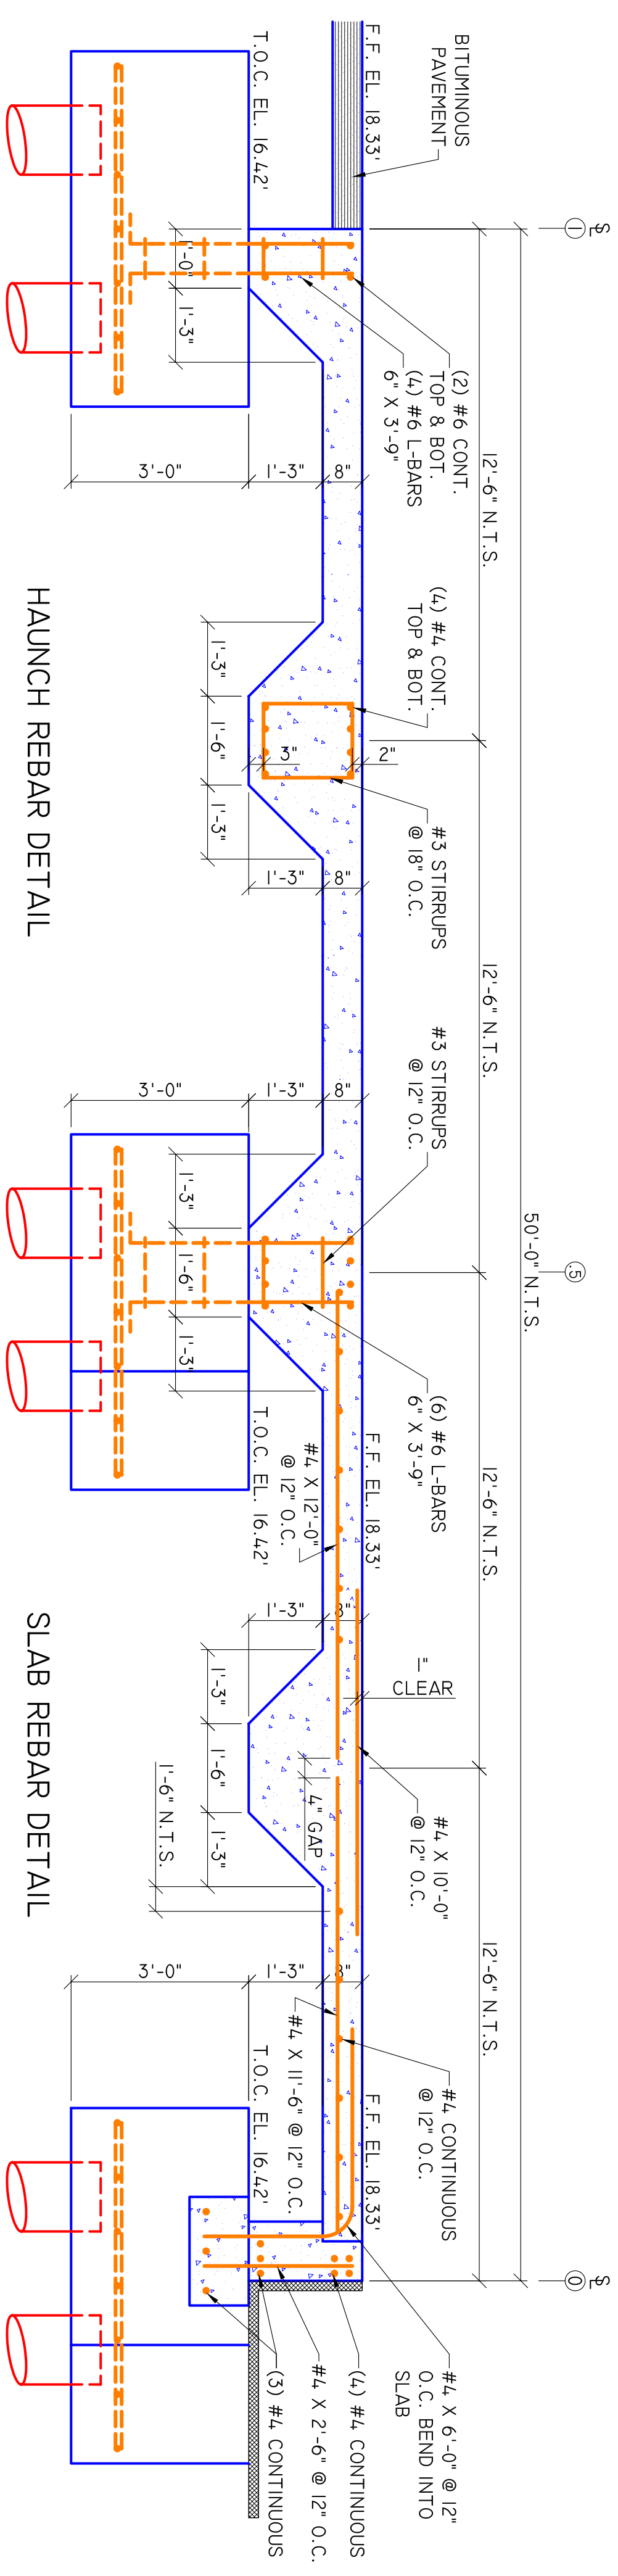 S̵L
1
50'-0" N.T.S.
.5
S̵L
0
12'-6" N.T.S.
12'-6" N.T.S.
12'-6" N.T.S.
12'-6" N.T.S.
BITUMINOUS
PAVEMENT
F.F. EL. 18.33'
T.O.C. EL. 16.42'
(2) #6 CONT.
TOP & BOT.
(4) #6 L-BARS
6" X 3'-9"
1'-0"
1'-3"
3'-0"
1'-3"
8"
(4) #4 CONT.
TOP & BOT.
1'-3"
1'-6"
1'-3"
3"
2"
#3 STIRRUPS
@ 18" O.C.
1'-3"
8"
#3 STIRRUPS
@ 12" O.C.
3'-0"
1'-3"
8"
1'-3"
1'-6"
1'-3"
(6) #6 L-BARS
6" X 3'-9"
F.F. EL. 18.33'
T.O.C. EL. 16.42'
#4 X 12'-0"
@ 12" O.C.
1'-3"
8"
1"
CLEAR
#4 X 10'-0"
@ 12" O.C.
1'-3"
1'-6"
1'-3"
4" GAP
1'-6" N.T.S.
3'-0"
1'-3"
8"
#4 CONTINUOUS
@ 12" O.C.
#4 X 11'-6" @ 12" O.C.
F.F. EL. 18.33'
T.O.C. EL. 16.42'
#4 X 6'-0" @ 12"
O.C. BEND INTO
SLAB
(4) #4 CONTINUOUS
#4 X 2'-6" @ 12" O.C.
(3) #4 CONTINUOUS
HAUNCH REBAR DETAIL
SLAB REBAR DETAIL